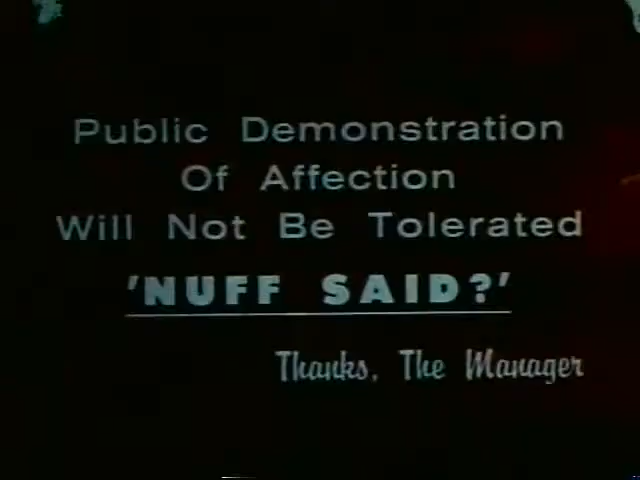 Public Demonstration
Of Affection
Will Not Be Tolerated
'NUFF SAID?'
Thanks, The Manager